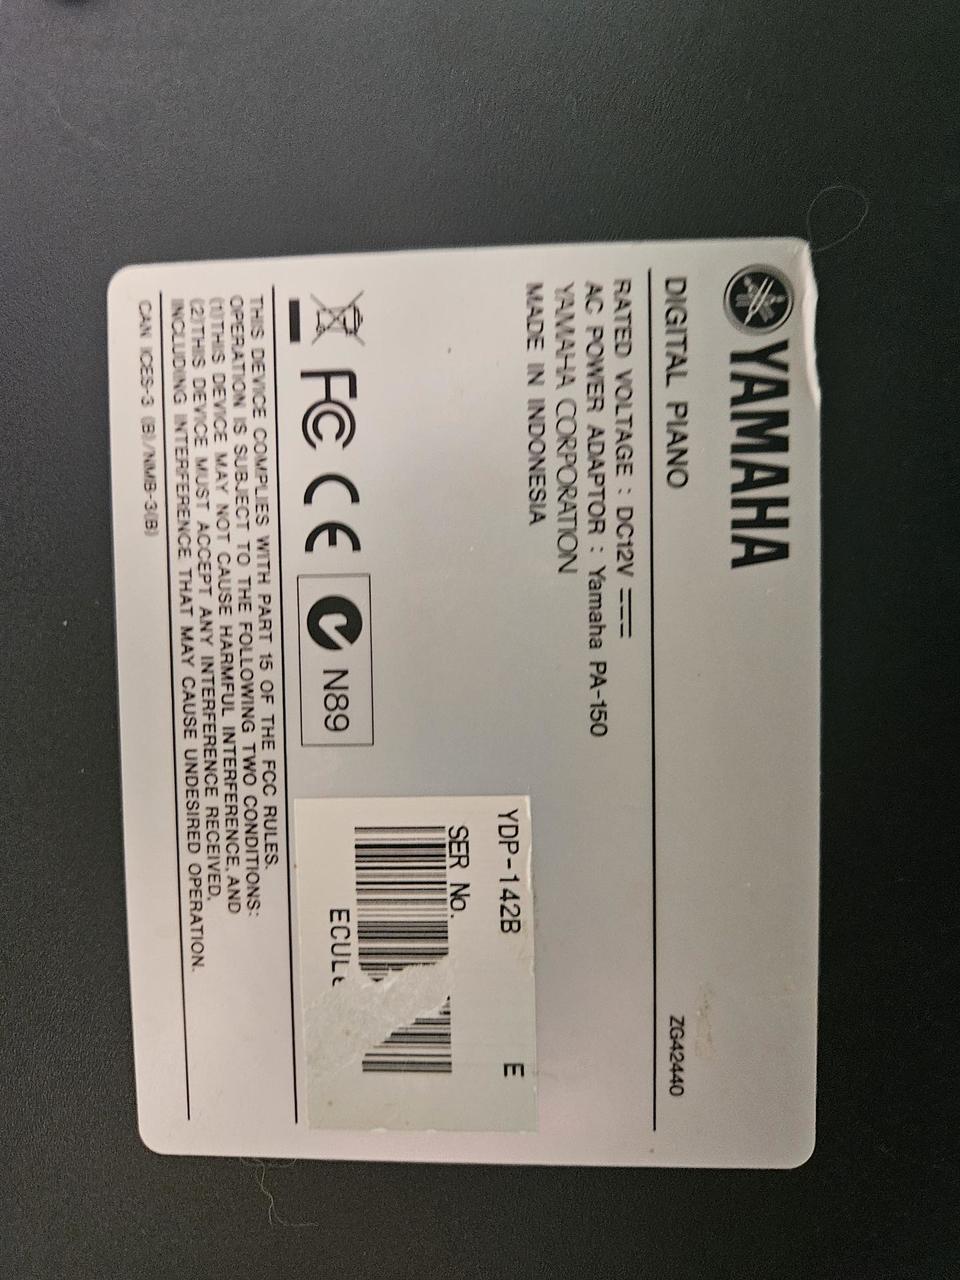 YAMAHA
DIGITAL PIANO
ZG42440
RATED VOLTAGE : DC12V
AC POWER ADAPTOR : Yamaha PA-150
YAMAHA CORPORATION
MADE IN INDONESIA
YDP-142B E
SER No.
FC CE N89
THIS DEVICE COMPLIES WITH PART 15 OF THE FCC RULES.
OPERATION IS SUBJECT TO THE FOLLOWING TWO CONDITIONS:
(1)THIS DEVICE MAY NOT CAUSE HARMFUL INTERFERENCE, AND
(2)THIS DEVICE MUST ACCEPT ANY INTERFERENCE RECEIVED,
INCLUDING INTERFERENCE THAT MAY CAUSE UNDESIRED OPERATION.
CAN ICES-3 (B)/NMB-3(B)